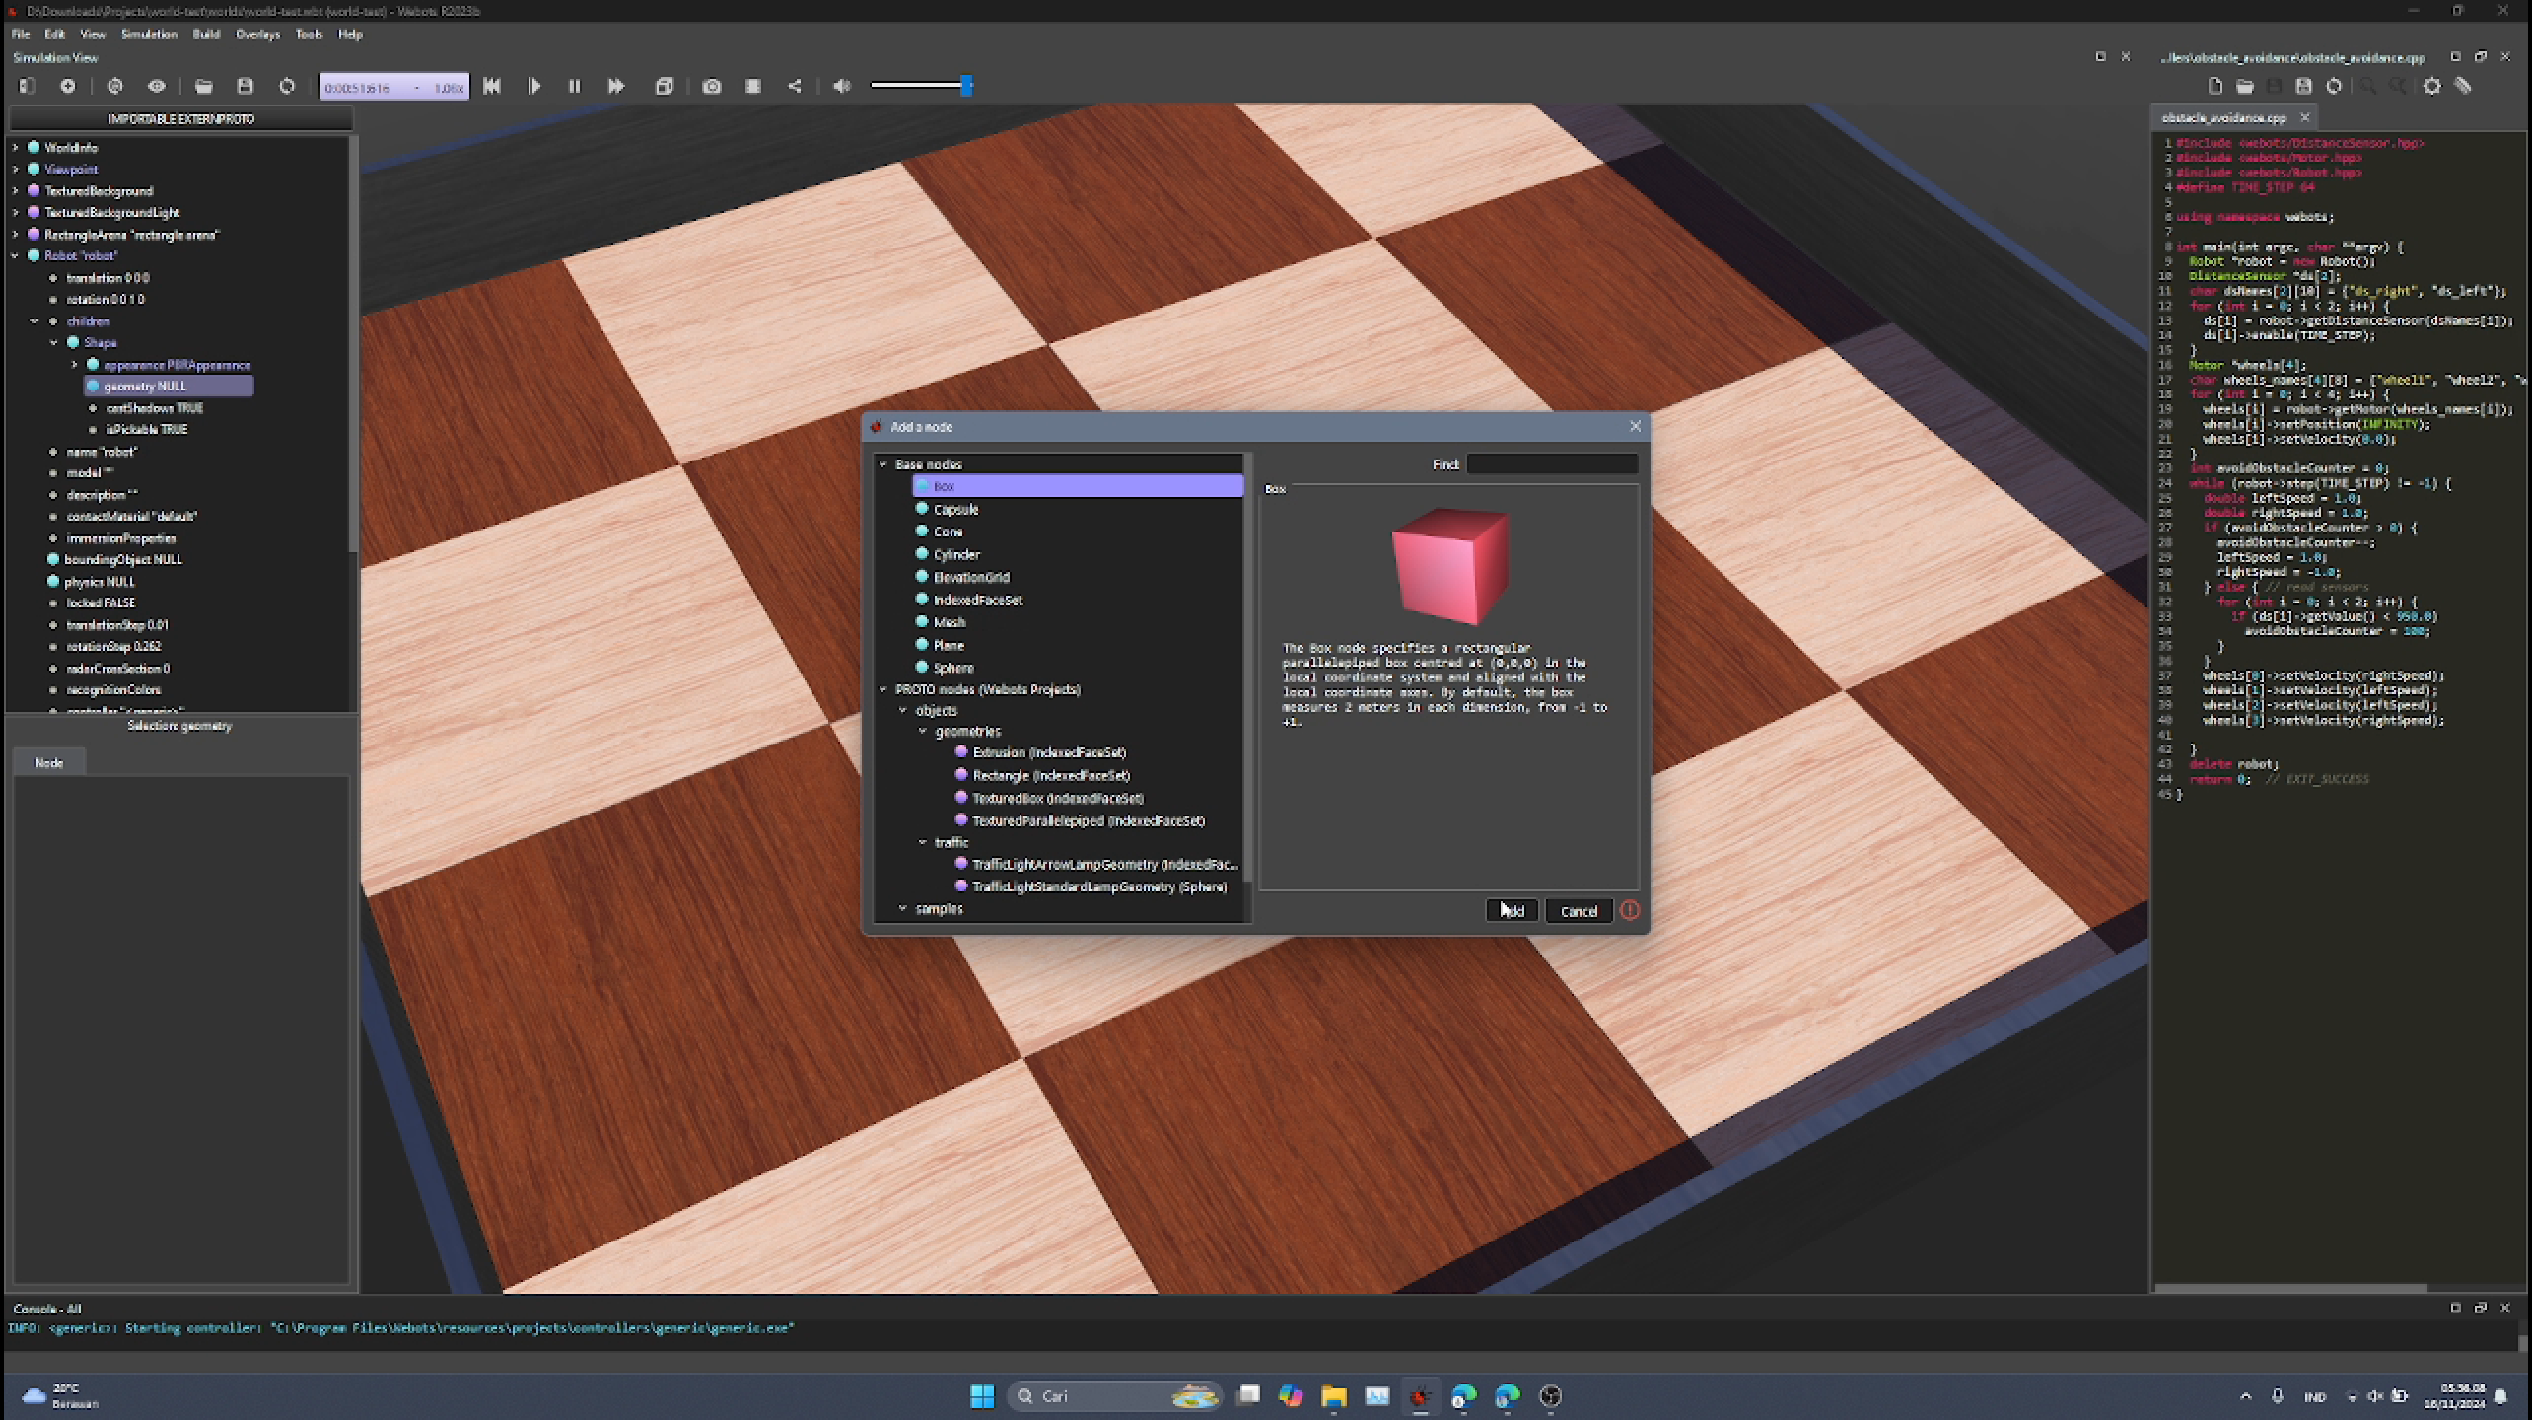 D:\Downloads\Projects\world-test\worlds\world-test.wbt (world-test) - Webots R2023b
File Edit View Simulation Build Overlays Tools Help
Simulation View
0:00:51:616 - 1.06x
IMPORTABLE EXTERNPROTO
WorldInfo
Viewpoint
TexturedBackground
TexturedBackgroundLight
RectangleArena "rectangle arena"
Robot "robot"
translation 0 0 0
rotation 0 0 1 0
children
Shape
appearance PBRAppearance
geometry NULL
castShadows TRUE
isPickable TRUE
name "robot"
model ""
description ""
contactMaterial "default"
immersionProperties
boundingObject NULL
physics NULL
locked FALSE
translationStep 0.01
rotationStep 0.262
radarCrossSection 0
recognitionColors
controller "<generic>"
Selection: geometry
Node
Add a node
Base nodes
Box
Capsule
Cone
Cylinder
ElevationGrid
IndexedFaceSet
Mesh
Plane
Sphere
PROTO nodes (Webots Projects)
objects
geometries
Extrusion (IndexedFaceSet)
Rectangle (IndexedFaceSet)
TexturedBox (IndexedFaceSet)
TexturedParallelepiped (IndexedFaceSet)
traffic
TrafficLightArrowLampGeometry (IndexedFac...
TrafficLightStandardLampGeometry (Sphere)
samples
Find:
Box
The Box node specifies a rectangular
parallelepiped box centred at (0,0,0) in the
local coordinate system and aligned with the
local coordinate axes. By default, the box
measures 2 meters in each dimension, from -1 to
+1.
Add Cancel
...llers\obstacle_avoidance\obstacle_avoidance.cpp
obstacle_avoidance.cpp
1 #include <webots/DistanceSensor.hpp>
2 #include <webots/Motor.hpp>
3 #include <webots/Robot.hpp>
4 #define TIME_STEP 64
5
6 using namespace webots;
7
8 int main(int argc, char **argv) {
9 Robot *robot = new Robot();
10 DistanceSensor *ds[2];
11 char dsNames[2][10] = {"ds_right", "ds_left"};
12 for (int i = 0; i < 2; i++) {
13 ds[i] = robot->getDistanceSensor(dsNames[i]);
14 ds[i]->enable(TIME_STEP);
15 }
16 Motor *wheels[4];
17 char wheels_names[4][8] = {"wheel1", "wheel2", "w
18 for (int i = 0; i < 4; i++) {
19 wheels[i] = robot->getMotor(wheels_names[i]);
20 wheels[i]->setPosition(INFINITY);
21 wheels[i]->setVelocity(0.0);
22 }
23 int avoidObstacleCounter = 0;
24 while (robot->step(TIME_STEP) != -1) {
25 double leftSpeed = 1.0;
26 double rightSpeed = 1.0;
27 if (avoidObstacleCounter > 0) {
28 avoidObstacleCounter--;
29 leftSpeed = 1.0;
30 rightSpeed = -1.0;
31 } else { // read sensors
32 for (int i = 0; i < 2; i++) {
33 if (ds[i]->getValue() < 950.0)
34 avoidObstacleCounter = 100;
35 }
36 }
37 wheels[0]->setVelocity(rightSpeed);
38 wheels[1]->setVelocity(leftSpeed);
39 wheels[2]->setVelocity(leftSpeed);
40 wheels[3]->setVelocity(rightSpeed);
41
42 }
43 delete robot;
44 return 0; // EXIT_SUCCESS
45 }
Console - All
INFO: <generic>: Starting controller: "C:\Program Files\Webots\resources\projects\controllers\generic\generic.exe"
20°C
Berawan
Cari
IND
05.36.08
16/11/2024